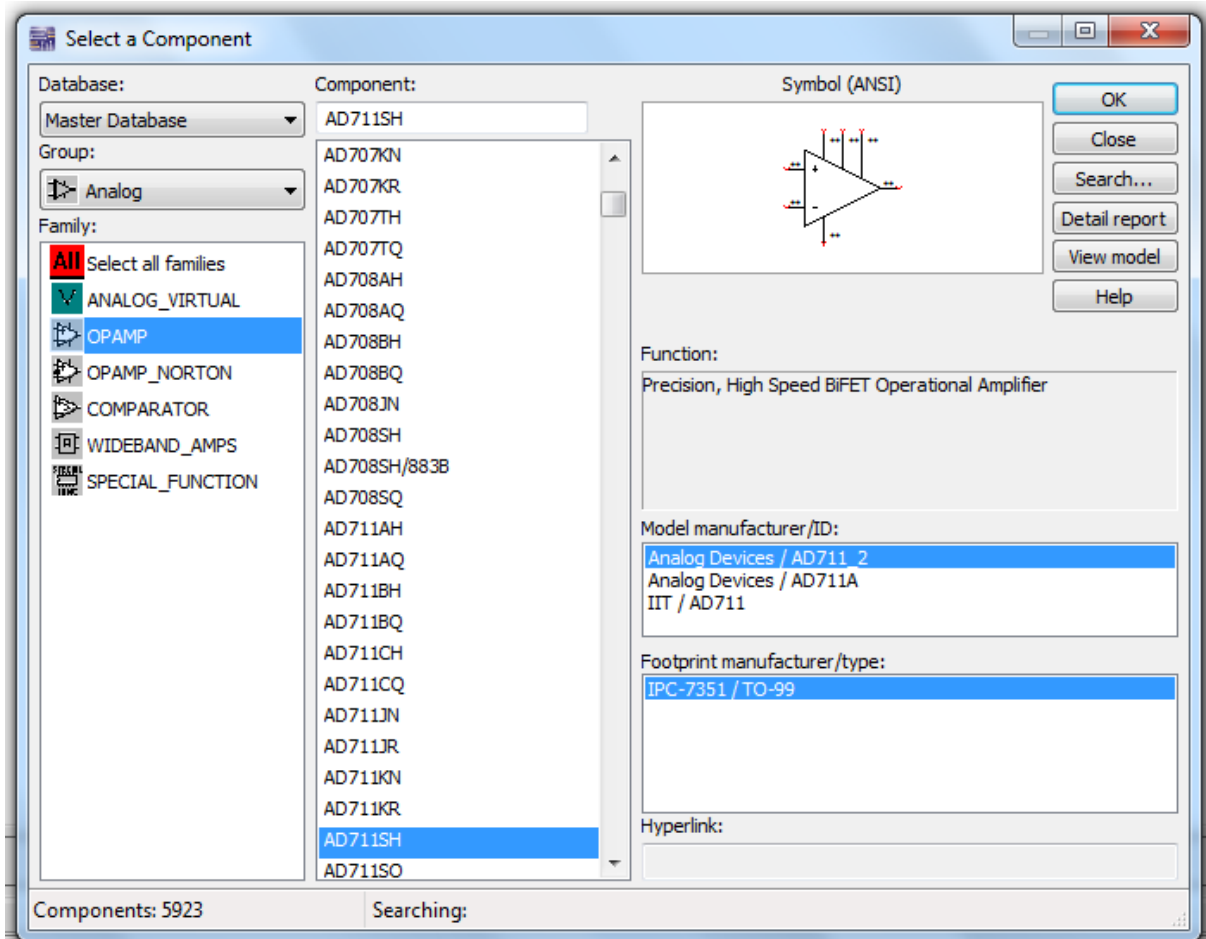 Select a Component
Database:
Master Database
Group:
Analog
Family:
All Select all families
ANALOG_VIRTUAL
OPAMP
OPAMP_NORTON
COMPARATOR
WIDEBAND_AMPS
SPECIAL_FUNCTION
Component:
AD711SH
AD707KN
AD707KR
AD707TH
AD707TQ
AD708AH
AD708AQ
AD708BH
AD708BQ
AD708JN
AD708SH
AD708SH/883B
AD708SQ
AD711AH
AD711AQ
AD711BH
AD711BQ
AD711CH
AD711CQ
AD711JN
AD711JR
AD711KN
AD711KR
AD711SH
Symbol (ANSI)
OK
Close
Search...
Detail report
View model
Help
Function:
Precision, High Speed BiFET Operational Amplifier
Model manufacturer/ID:
Analog Devices / AD711_2
Analog Devices / AD711A
IIT / AD711
Footprint manufacturer/type:
IPC-7351 / TO-99
Hyperlink:
Components: 5923
Searching: